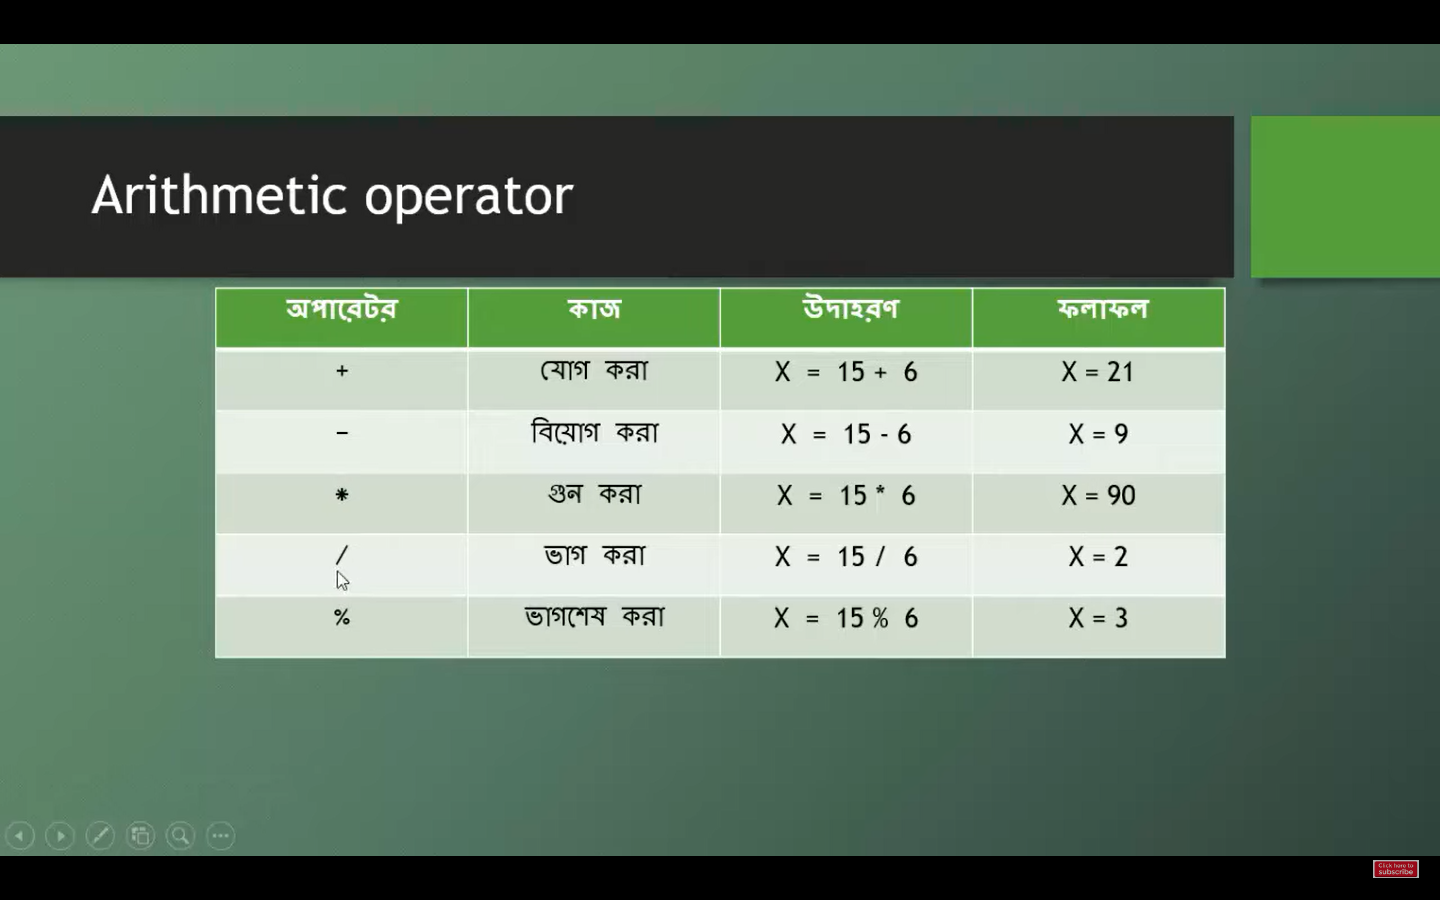 Arithmetic operator
অপারেটর কাজ উদাহরণ ফলাফল
+ যোগ করা X = 15 + 6 X = 21
− বিয়োগ করা X = 15 - 6 X = 9
* গুন করা X = 15 * 6 X = 90
/ ভাগ করা X = 15 / 6 X = 2
% ভাগশেষ করা X = 15 % 6 X = 3
Click here to
subscribe